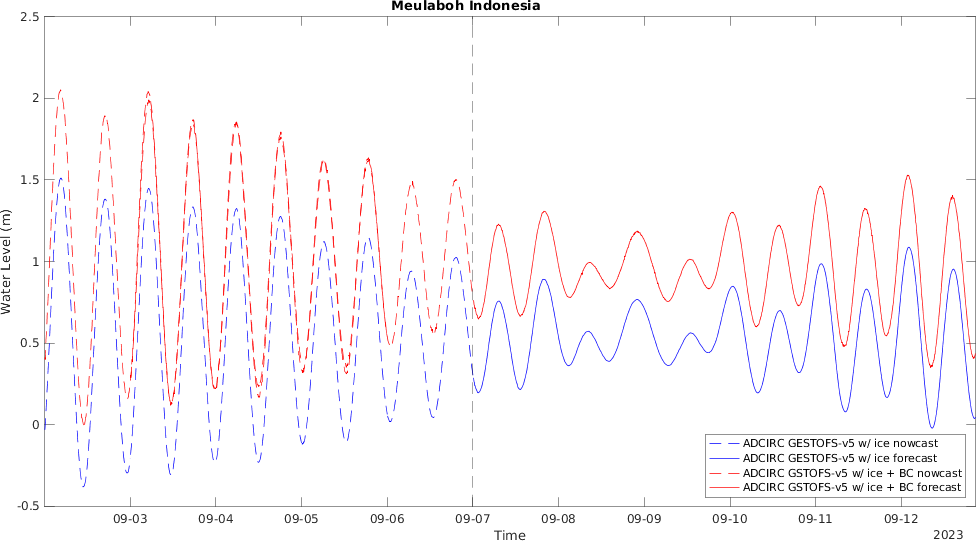 Meulaboh Indonesia
2.5
2
1.5
1
0.5
0
-0.5
Water Level (m)
09-03 09-04 09-05 09-06 09-07 09-08 09-09 09-10 09-11 09-12
Time
2023
ADCIRC GESTOFS-v5 w/ ice nowcast
ADCIRC GESTOFS-v5 w/ ice forecast
ADCIRC GSTOFS-v5 w/ ice + BC nowcast
ADCIRC GSTOFS-v5 w/ ice + BC forecast